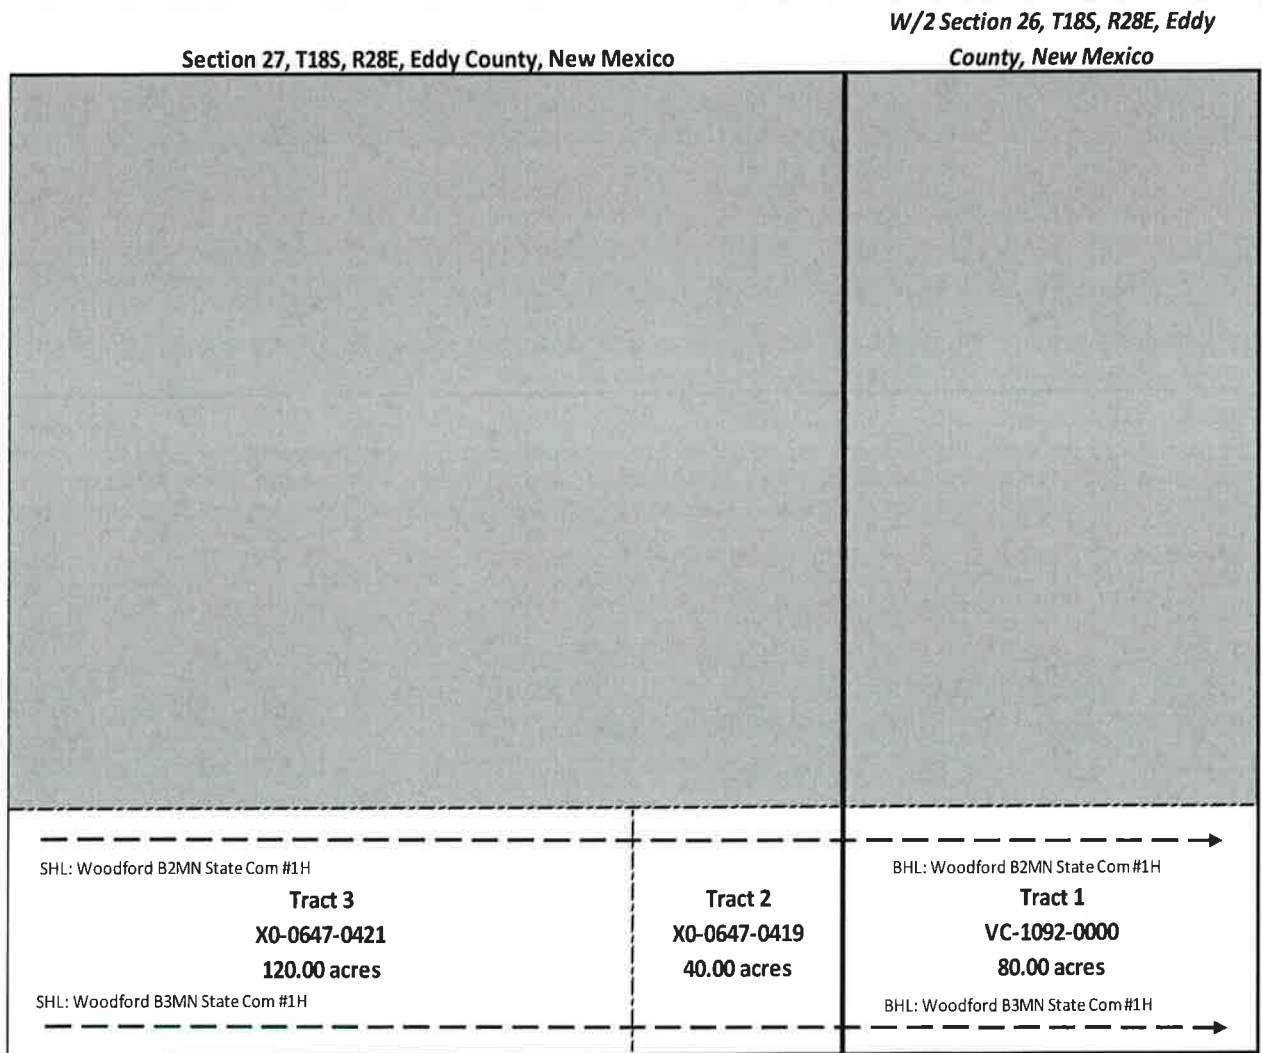 W/2 Section 26, T18S, R28E, Eddy
County, New Mexico
Section 27, T18S, R28E, Eddy County, New Mexico
SHL: Woodford B2MN State Com #1H
BHL: Woodford B2MN State Com #1H
Tract 3
X0-0647-0421
120.00 acres
Tract 2
X0-0647-0419
40.00 acres
Tract 1
VC-1092-0000
80.00 acres
SHL: Woodford B3MN State Com #1H
BHL: Woodford B3MN State Com #1H